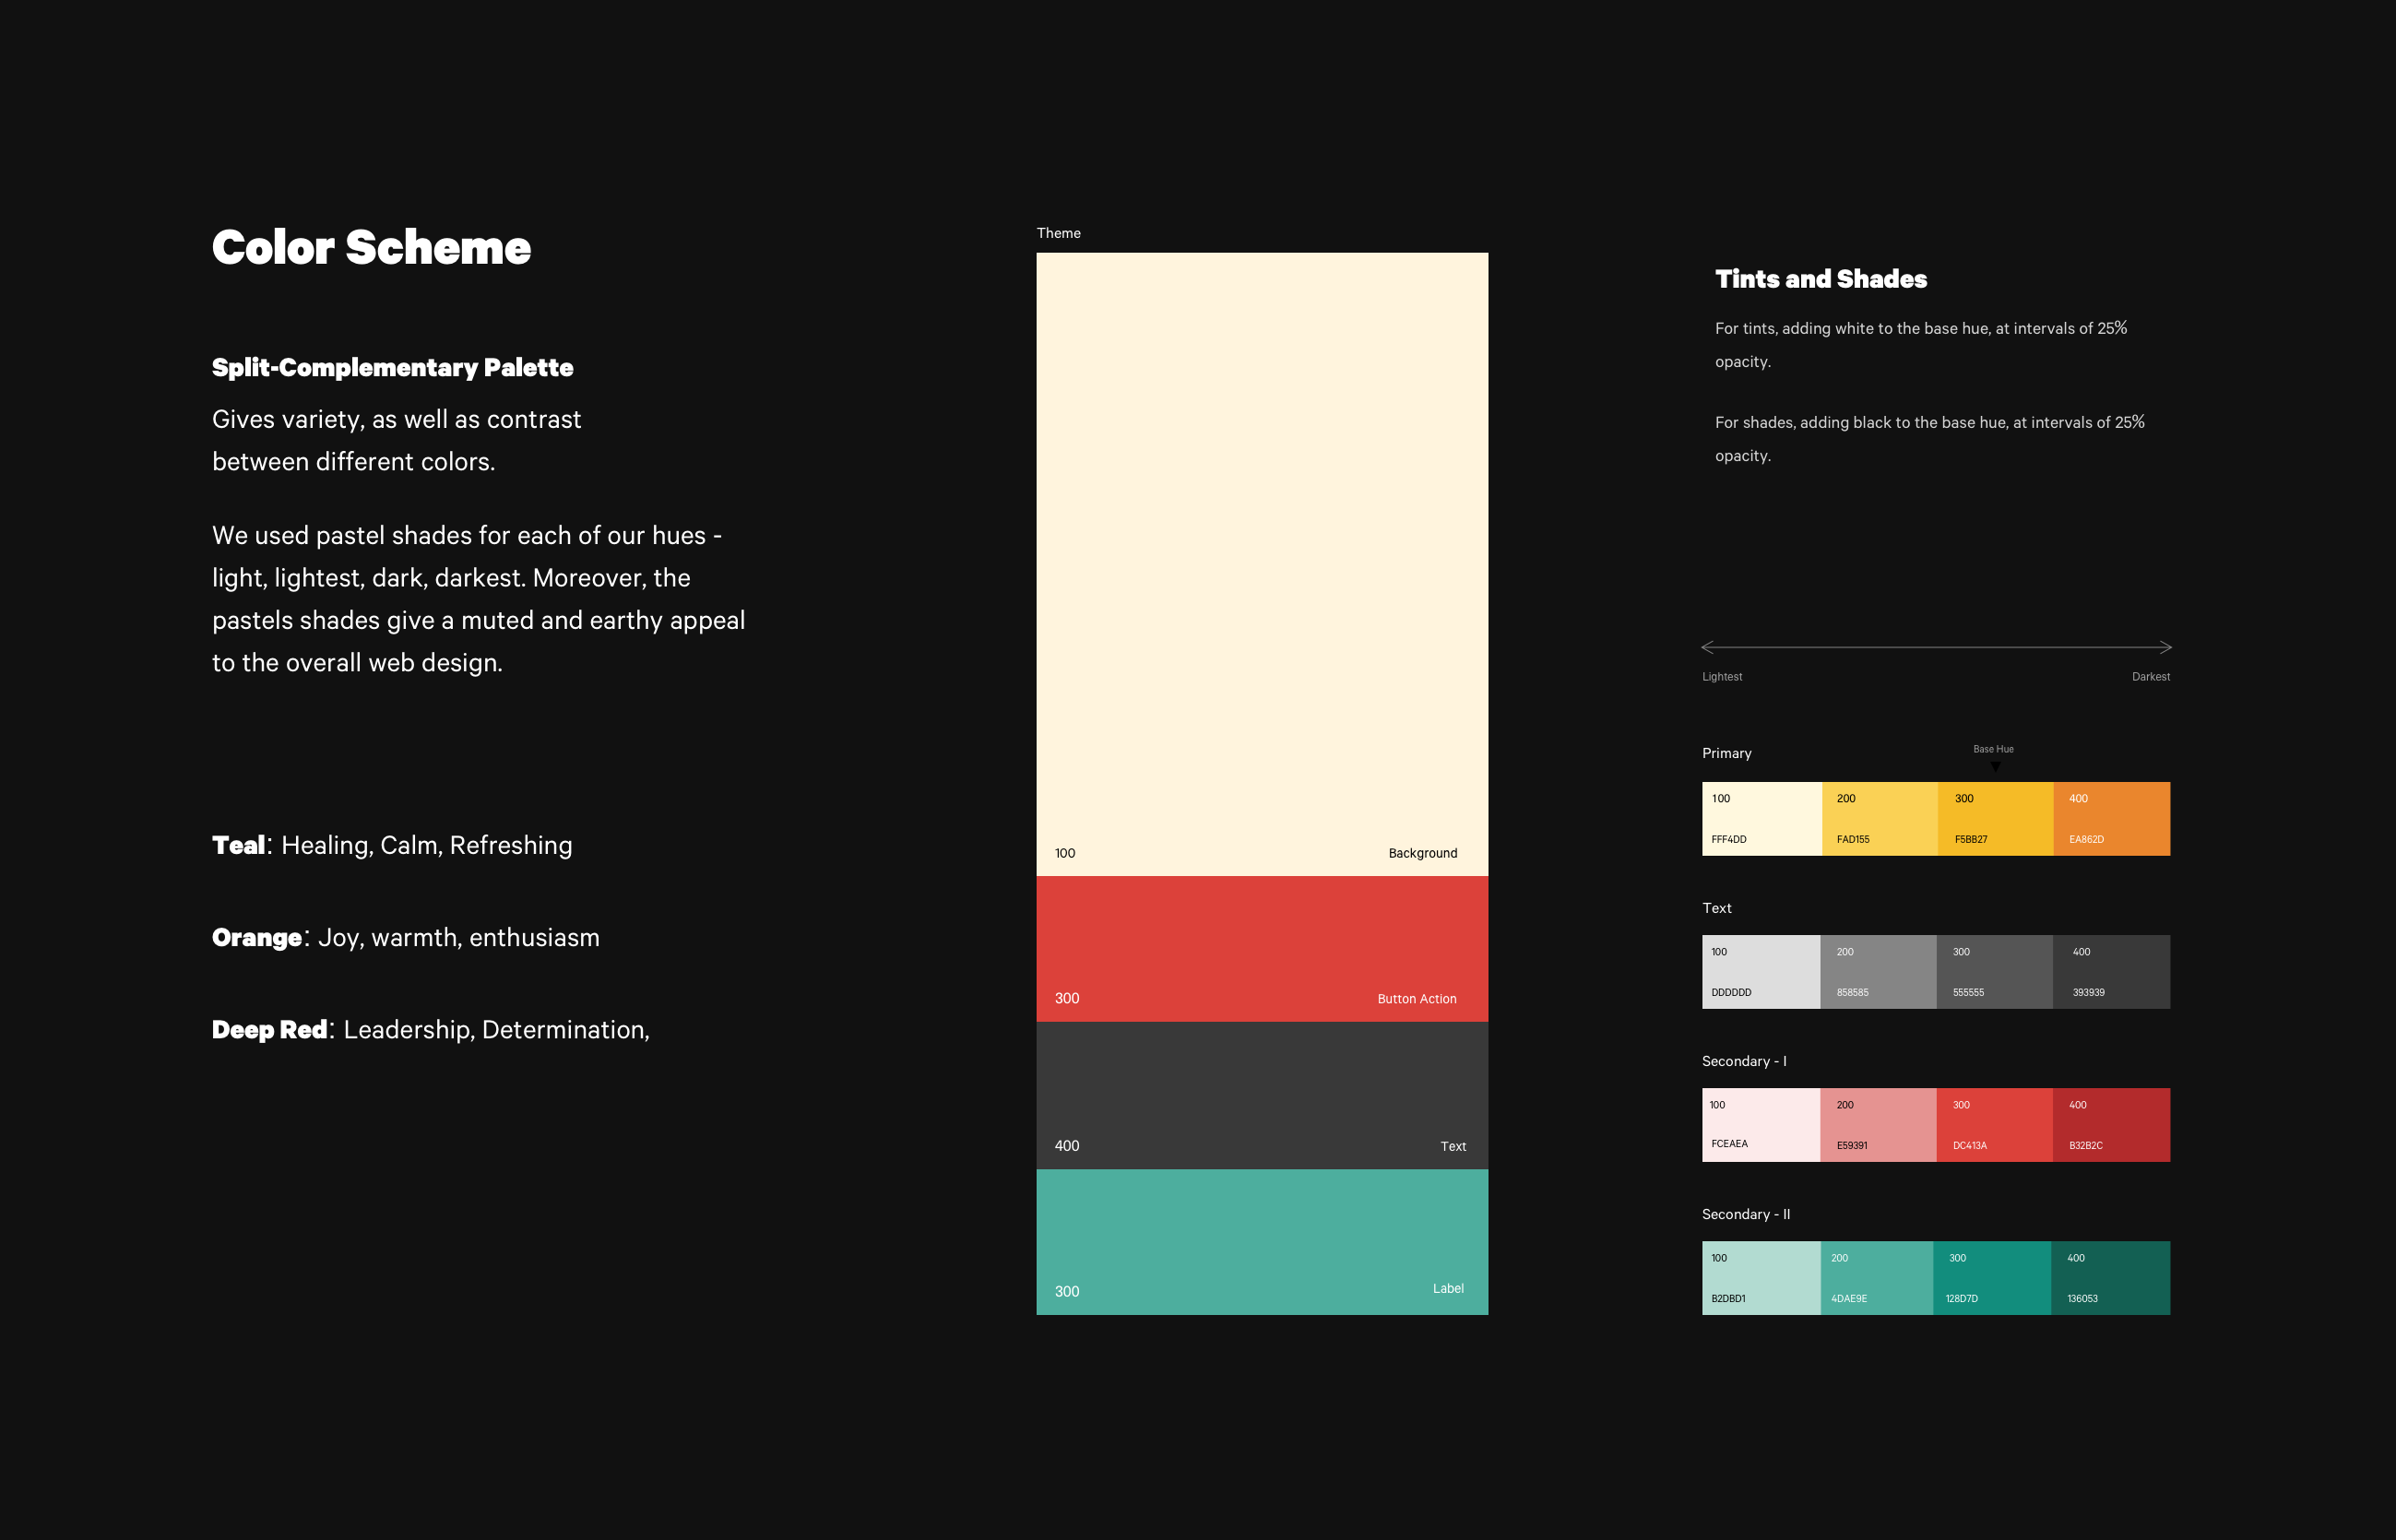 Color Scheme
Split-Complementary Palette
Gives variety, as well as contrast
between different colors.
We used pastel shades for each of our hues -
light, lightest, dark, darkest. Moreover, the
pastels shades give a muted and earthy appeal
to the overall web design.
Teal: Healing, Calm, Refreshing
Orange: Joy, warmth, enthusiasm
Deep Red: Leadership, Determination,
Theme
100 Background
300 Button Action
400 Text
300 Label
Tints and Shades
For tints, adding white to the base hue, at intervals of 25%
opacity.
For shades, adding black to the base hue, at intervals of 25%
opacity.
Lightest Darkest
Primary Base Hue
100 200 300 400
FFF4DD FAD155 F5BB27 EA862D
Text
100 200 300 400
DDDDDD 858585 555555 393939
Secondary - I
100 200 300 400
FCEAEA E59391 DC413A B32B2C
Secondary - II
100 200 300 400
B2DBD1 4DAE9E 128D7D 136053